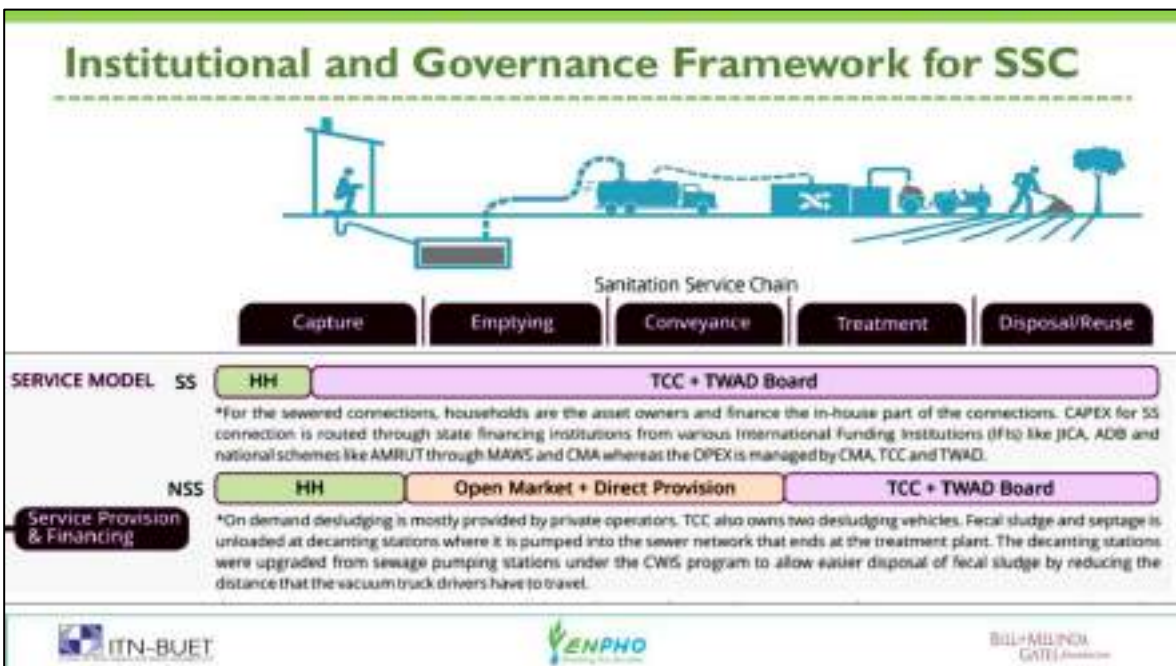 Institutional and Governance Framework for SSC
Sanitation Service Chain
Capture Emptying Conveyance Treatment Disposal/Reuse
SERVICE MODEL SS HH TCC + TWAD Board
*For the sewered connections, households are the asset owners and finance the in-house part of the connections. CAPEX for SS
connection is routed through state financing institutions from various International Funding Institutions (IFIs) like JICA, ADB and
national schemes like AMRUT through MAWS and CMA whereas the OPEX is managed by CMA, TCC and TWAD.
NSS HH Open Market + Direct Provision TCC + TWAD Board
Service Provision
& Financing
*On demand desludging is mostly provided by private operators. TCC also owns two desludging vehicles. Fecal sludge and septage is
unloaded at decanting stations where it is pumped into the sewer network that ends at the treatment plant. The decanting stations
were upgraded from sewage pumping stations under the CWIS program to allow easier disposal of fecal sludge by reducing the
distance that the vacuum truck drivers have to travel.
ITN-BUET
ENPHO
BILL & MELINDA
GATES foundation